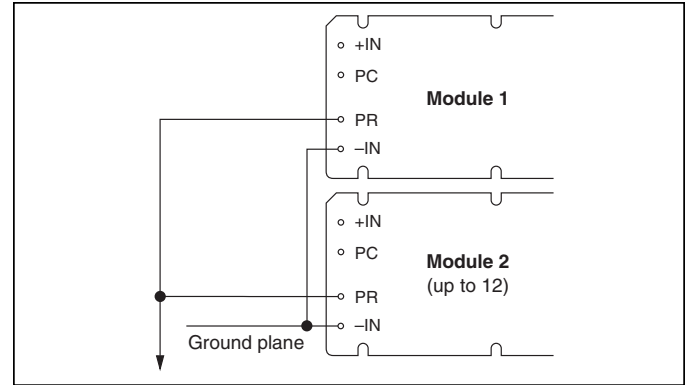 +IN
PC
Module 1
PR
–IN
+IN
PC
Module 2
(up to 12)
PR
–IN
Ground plane